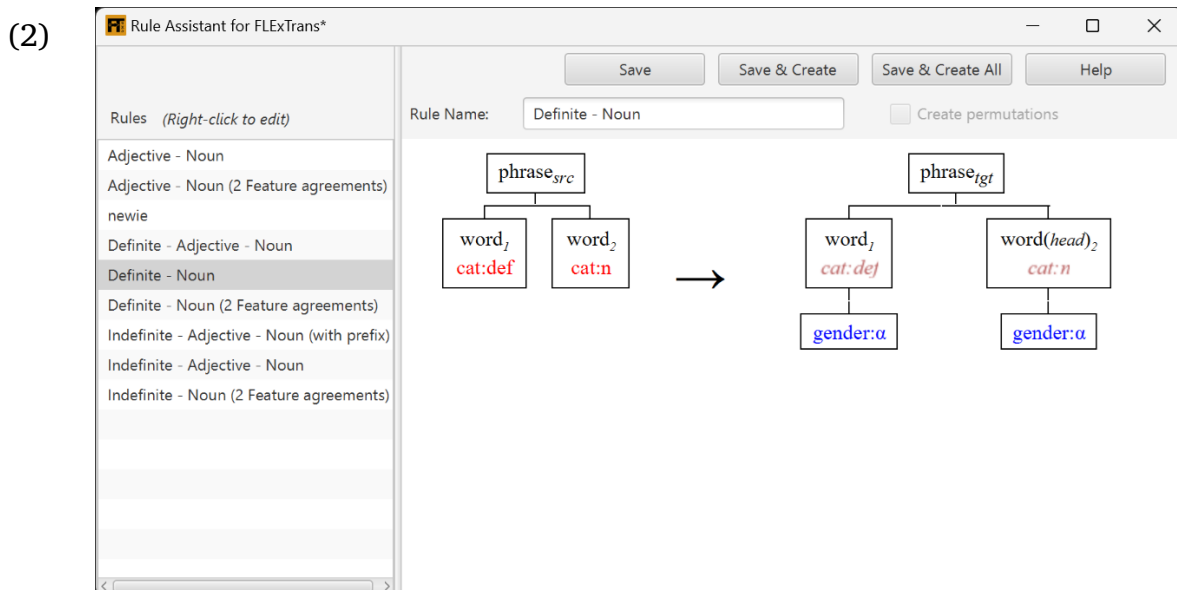 (2)
Rule Assistant for FLExTrans*
Save Save & Create Save & Create All Help
Rules (Right-click to edit)
Rule Name: Definite - Noun Create permutations
Adjective - Noun
Adjective - Noun (2 Feature agreements)
newie
Definite - Adjective - Noun
Definite - Noun
Definite - Noun (2 Feature agreements)
Indefinite - Adjective - Noun (with prefix)
Indefinite - Adjective - Noun
Indefinite - Noun (2 Feature agreements)
phrasesrc
word1 word2
cat:def cat:n
→
phrasetgt
word1 word(head)2
cat:def cat:n
gender:α gender:α